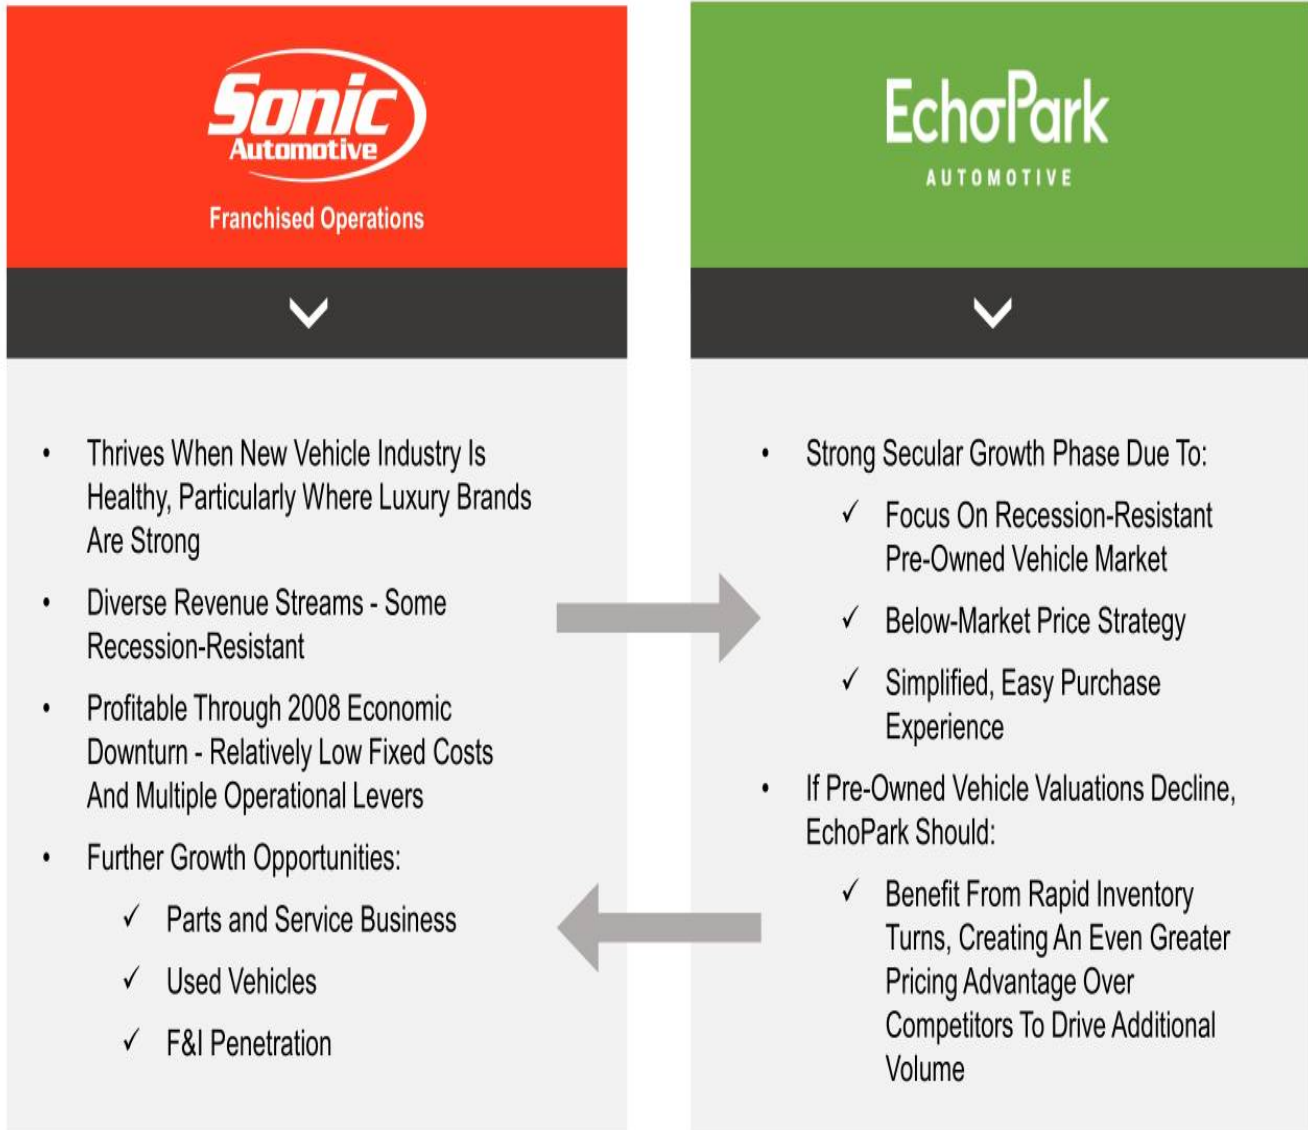 Sonic
Automotive
Franchised Operations
• Thrives When New Vehicle Industry Is
Healthy, Particularly Where Luxury Brands
Are Strong
• Diverse Revenue Streams - Some
Recession-Resistant
• Profitable Through 2008 Economic
Downturn - Relatively Low Fixed Costs
And Multiple Operational Levers
• Further Growth Opportunities:
✓ Parts and Service Business
✓ Used Vehicles
✓ F&I Penetration
EchoPark
AUTOMOTIVE
• Strong Secular Growth Phase Due To:
✓ Focus On Recession-Resistant
Pre-Owned Vehicle Market
✓ Below-Market Price Strategy
✓ Simplified, Easy Purchase
Experience
• If Pre-Owned Vehicle Valuations Decline,
EchoPark Should:
✓ Benefit From Rapid Inventory
Turns, Creating An Even Greater
Pricing Advantage Over
Competitors To Drive Additional
Volume